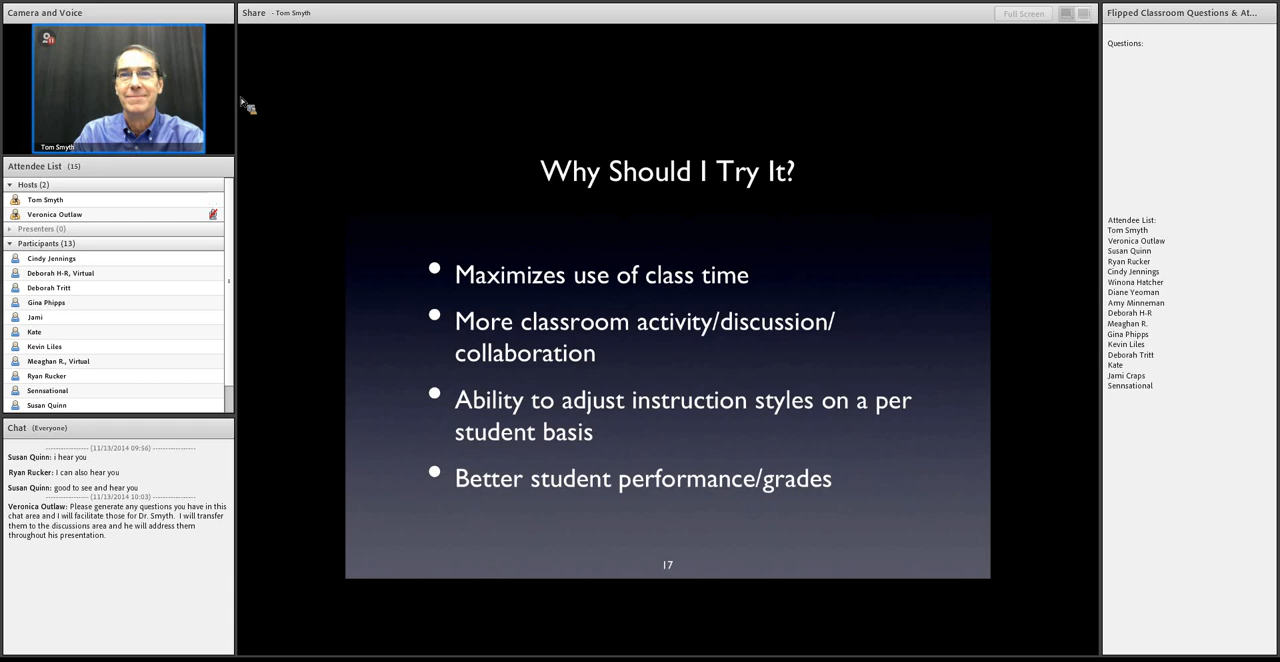 Camera and Voice
Tom Smyth
Attendee List (15)
Hosts (2)
Tom Smyth
Veronica Outlaw
Presenters (0)
Participants (13)
Cindy Jennings
Deborah H-R, Virtual
Deborah Tritt
Gina Phipps
Jami
Kate
Kevin Liles
Meaghan R., Virtual
Ryan Rucker
Sennsational
Susan Quinn
Chat (Everyone)
----------------- (11/13/2014 09:56) -----------------
Susan Quinn: i hear you
Ryan Rucker: I can also hear you
Susan Quinn: good to see and hear you
----------------- (11/13/2014 10:03) -----------------
Veronica Outlaw: Please generate any questions you have in this
chat area and I will facilitate those for Dr. Smyth. I will transfer
them to the discussions area and he will address them
throughout his presentation.
Share - Tom Smyth
Full Screen
Why Should I Try It?
• Maximizes use of class time
• More classroom activity/discussion/
collaboration
• Ability to adjust instruction styles on a per
student basis
• Better student performance/grades
17
Flipped Classroom Questions & At...
Questions:
Attendee List:
Tom Smyth
Veronica Outlaw
Susan Quinn
Ryan Rucker
Cindy Jennings
Winona Hatcher
Diane Yeoman
Amy Minneman
Deborah H-R
Meaghan R.
Gina Phipps
Kevin Liles
Deborah Tritt
Kate
Jami Craps
Sennsational